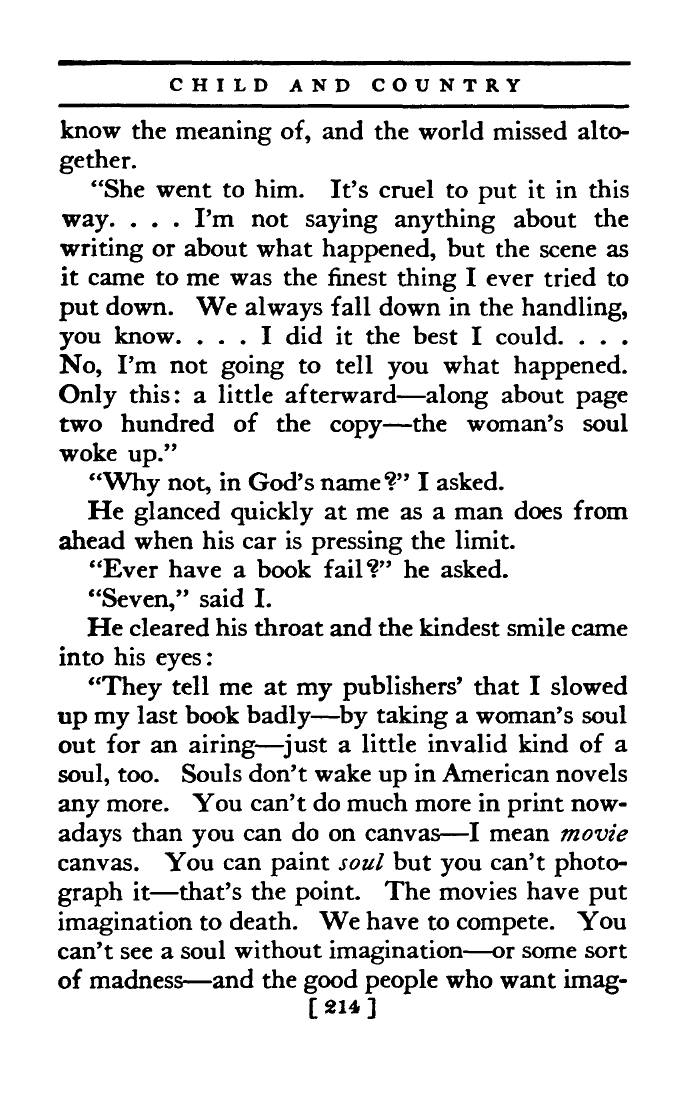 CHILD AND COUNTRY
know the meaning of, and the world missed alto-
gether.
“She went to him. It’s cruel to put it in this
way. . . . I’m not saying anything about the
writing or about what happened, but the scene as
it came to me was the finest thing I ever tried to
put down. We always fall down in the handling,
you know. . . . I did it the best I could. . . .
No, I’m not going to tell you what happened.
Only this: a little afterward—along about page
two hundred of the copy—the woman’s soul
woke up.”
“Why not, in God’s name?” I asked.
He glanced quickly at me as a man does from
ahead when his car is pressing the limit.
“Ever have a book fail?” he asked.
“Seven,” said I.
He cleared his throat and the kindest smile came
into his eyes:
“They tell me at my publishers’ that I slowed
up my last book badly—by taking a woman’s soul
out for an airing—just a little invalid kind of a
soul, too. Souls don’t wake up in American novels
any more. You can’t do much more in print now-
adays than you can do on canvas—I mean movie
canvas. You can paint soul but you can’t photo-
graph it—that’s the point. The movies have put
imagination to death. We have to compete. You
can’t see a soul without imagination—or some sort
of madness—and the good people who want imag-
[ 214 ]